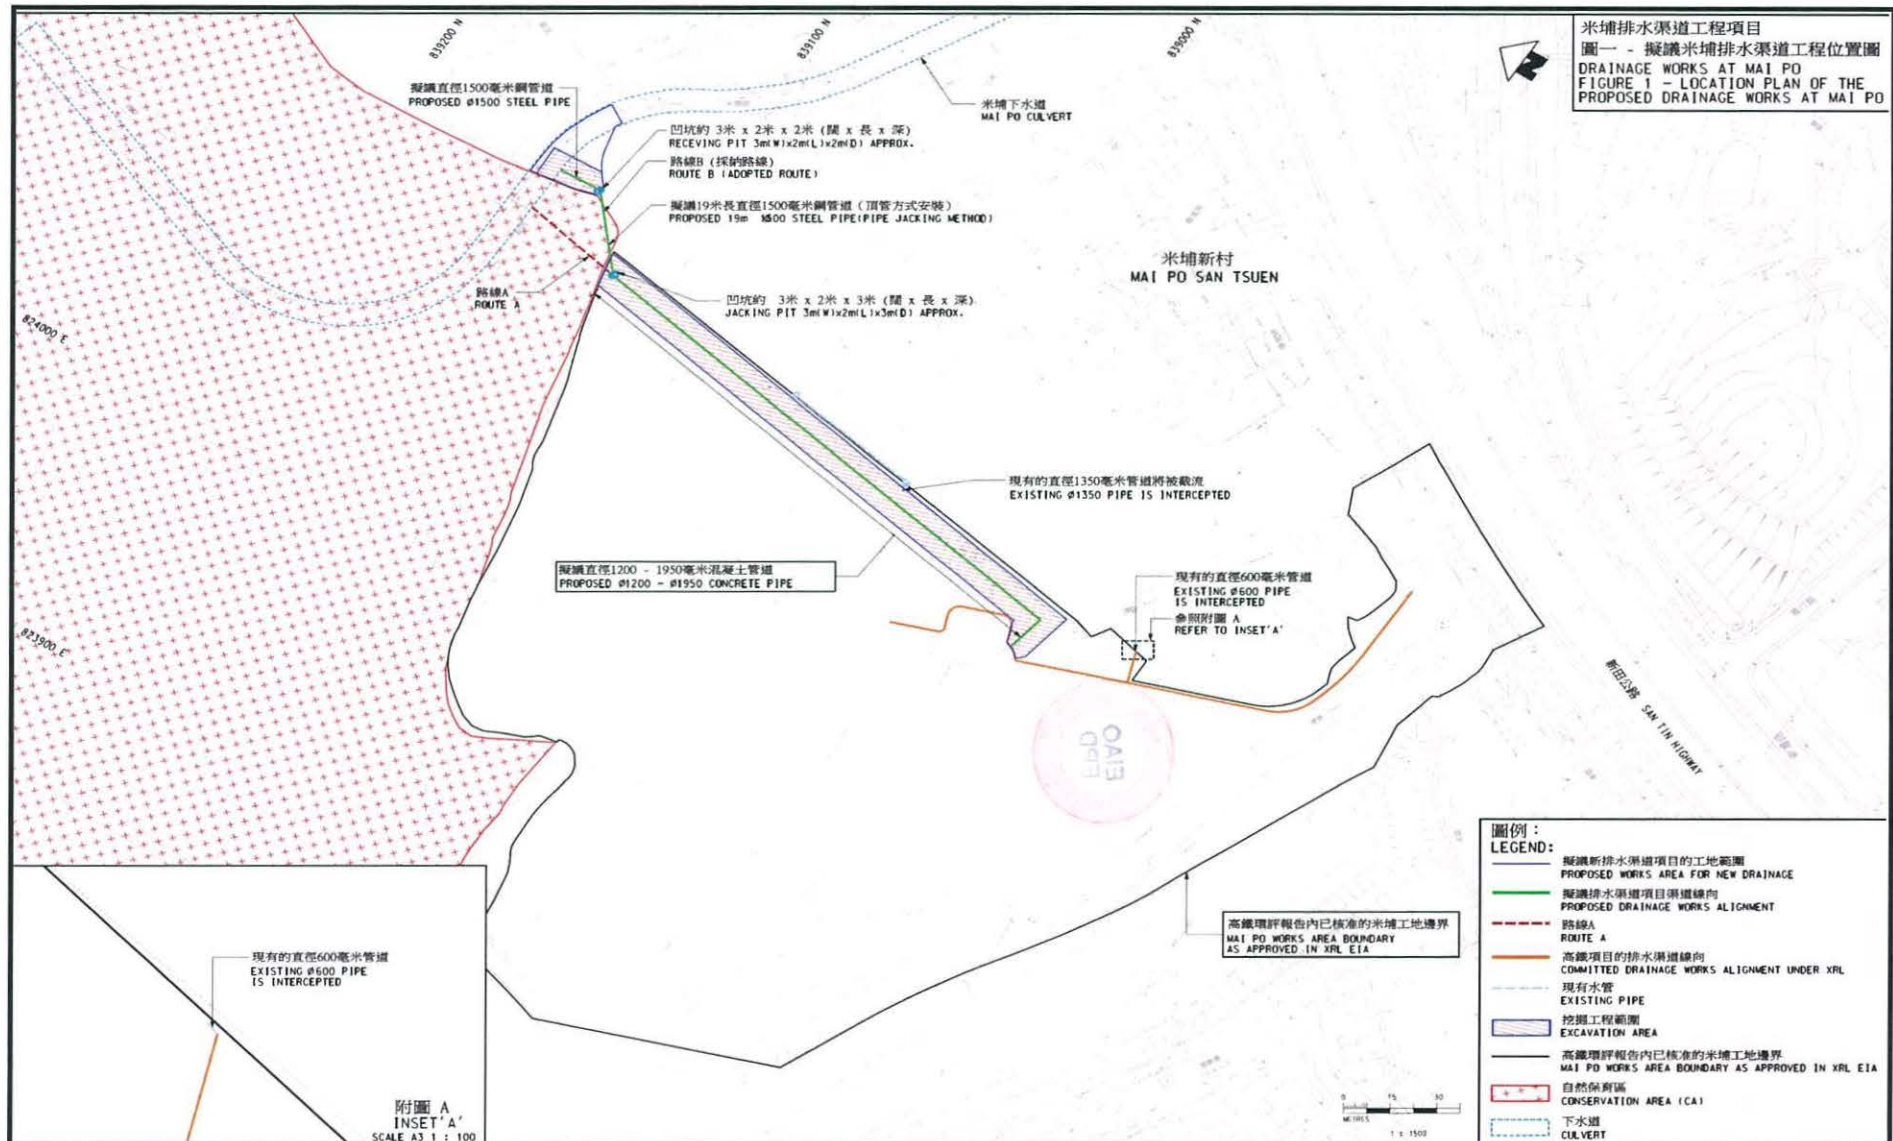 米埔排水渠道工程項目
圖一 - 擬議米埔排水渠道工程位置圖
DRAINAGE WORKS AT MAI PO
FIGURE 1 - LOCATION PLAN OF THE
PROPOSED DRAINAGE WORKS AT MAI PO
839200 N
839100 N
839000 N
擬議直徑1500毫米鋼管道
PROPOSED Ø1500 STEEL PIPE
米埔下水道
MAI PO CULVERT
凹坑約 3米 x 2米 x 2米 (闊 x 長 x 深)
RECEVING PIT 3m(W)x2m(L)x2m(D) APPROX.
路線B (採納路線)
ROUTE B (ADOPTED ROUTE)
擬議19米長直徑1500毫米鋼管道 (頂管方式安裝)
PROPOSED 19m Ø1500 STEEL PIPE(PIPE JACKING METHOD)
米埔新村
MAI PO SAN TSUEN
路線A
ROUTE A
凹坑約 3米 x 2米 x 3米 (闊 x 長 x 深)
JACKING PIT 3m(W)x2m(L)x3m(D) APPROX.
824000 E
現有的直徑1350毫米管道將被截流
EXISTING Ø1350 PIPE IS INTERCEPTED
擬議直徑1200 - 1950毫米混凝土管道
PROPOSED Ø1200 - Ø1950 CONCRETE PIPE
現有的直徑600毫米管道
EXISTING Ø600 PIPE
IS INTERCEPTED
參照附圖 A
REFER TO INSET'A'
823900 E
新田公路 SAN TIN HIGHWAY
EIAO
EPD
高鐵環評報告內已核准的米埔工地邊界
MAI PO WORKS AREA BOUNDARY
AS APPROVED IN XRL EIA
現有的直徑600毫米管道
EXISTING Ø600 PIPE
IS INTERCEPTED
附圖 A
INSET'A'
SCALE A3 1 : 100
0 15 30
METRES
1 : 1500
圖例：
LEGEND:
擬議新排水渠道項目的工地範圍
PROPOSED WORKS AREA FOR NEW DRAINAGE
擬議排水渠道項目渠道線向
PROPOSED DRAINAGE WORKS ALIGNMENT
路線A
ROUTE A
高鐵項目的排水渠道線向
COMMITTED DRAINAGE WORKS ALIGNMENT UNDER XRL
現有水管
EXISTING PIPE
挖掘工程範圍
EXCAVATION AREA
高鐵環評報告內已核准的米埔工地邊界
MAI PO WORKS AREA BOUNDARY AS APPROVED IN XRL EIA
自然保育區
CONSERVATION AREA (CA)
下水道
CULVERT